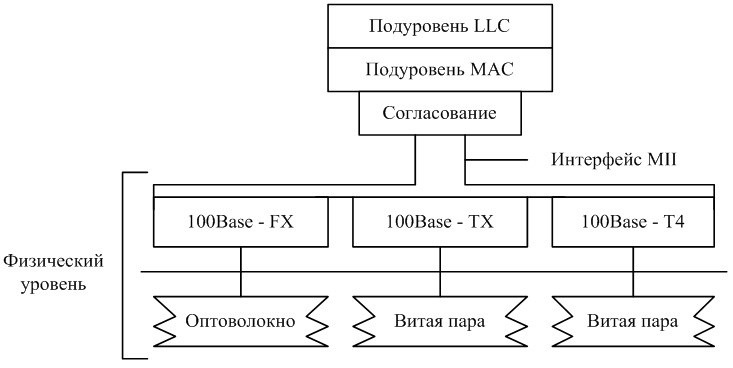 Подуровень LLC
Подуровень MAC
Согласование
Интерфейс MII
100Base - FX
100Base - TX
100Base - T4
Физический
уровень
Оптоволокно
Витая пара
Витая пара